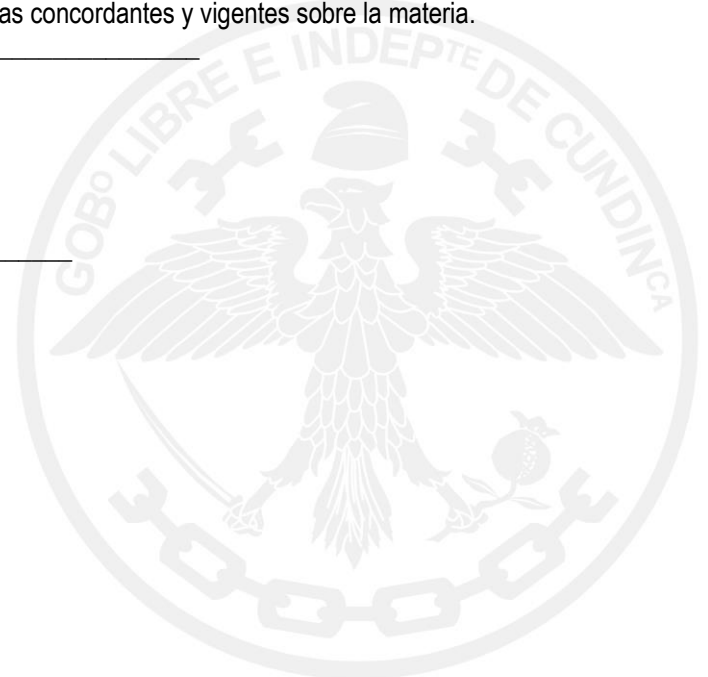 as concordantes y vigentes sobre la materia.
GOBº LIBRE E INDEPTE DE CUNDINCA